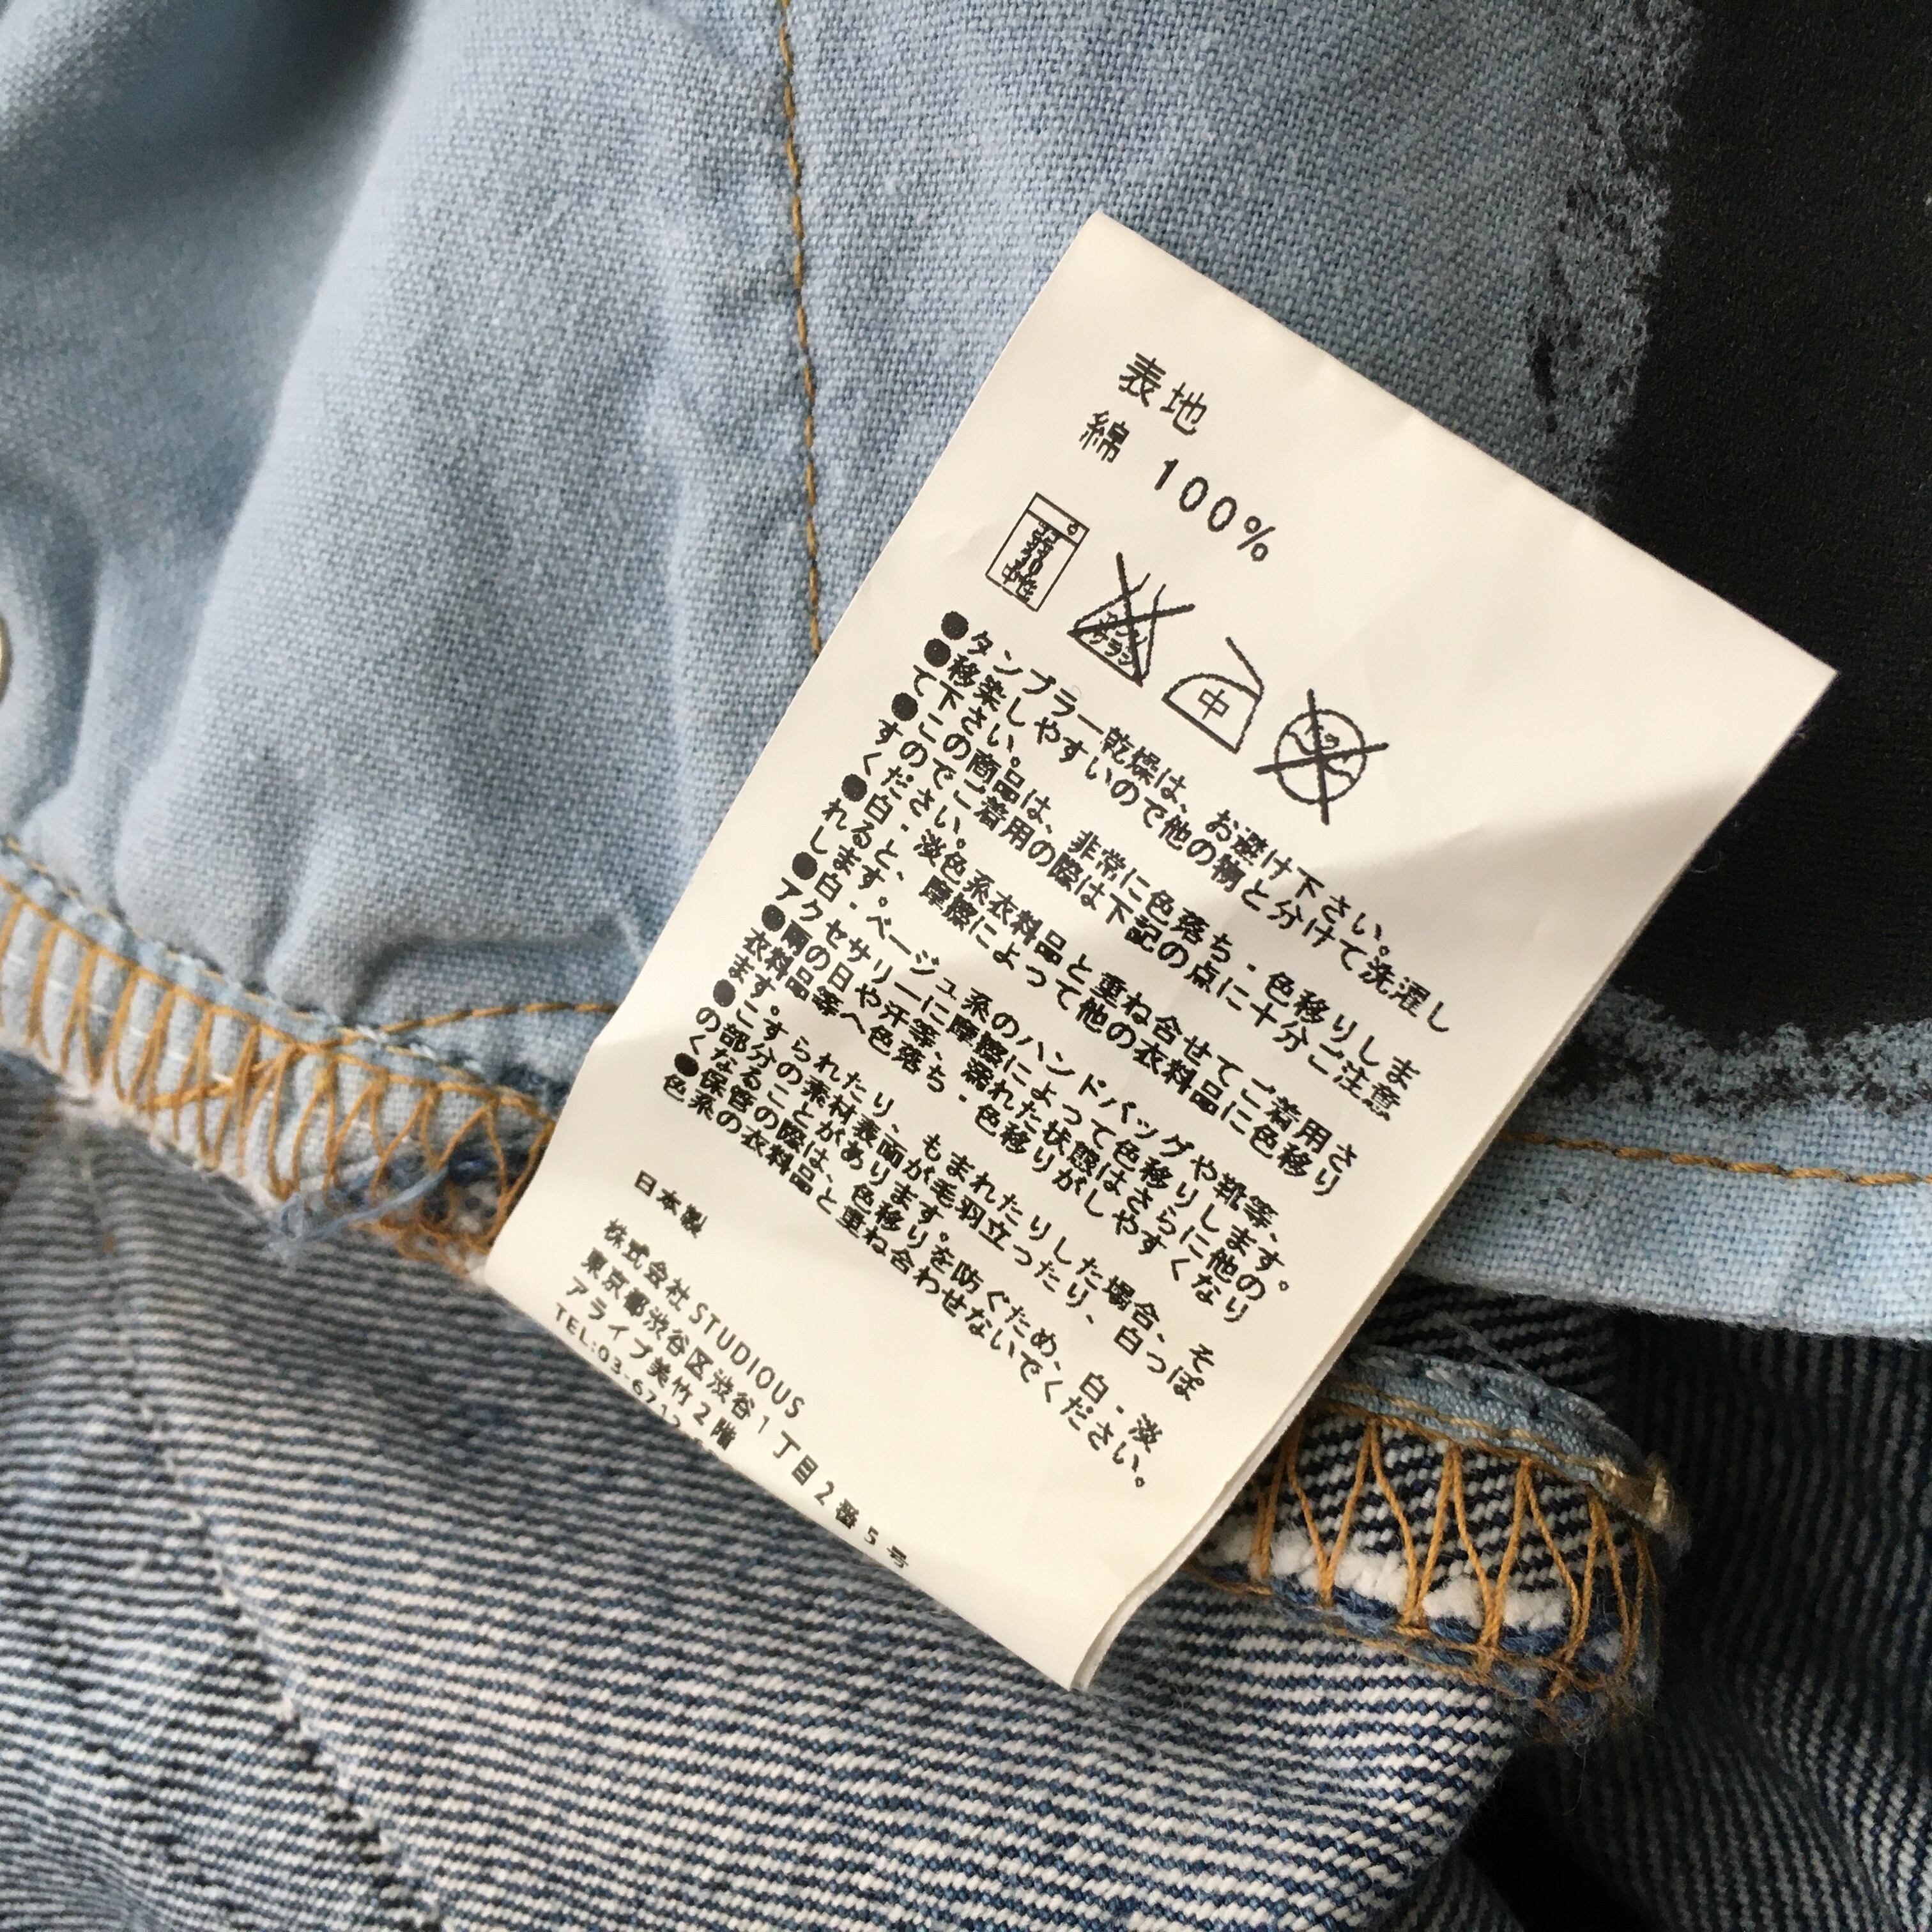 表地
綿 100%
中
●タンブラー乾燥は、お避け下さい。
●移染しやすいので他の物と分けて洗濯し
て下さい。
●この商品は、非常に色落ち・色移りしま
すのでご着用の際は下記の点に十分ご注意
ください。
●白・淡色系衣料品と重ね合せてご着用さ
れると、摩擦によって他の衣料品に色移り
します。
●白・ベージュ系のハンドバッグや靴等、
アクセサリーに摩擦によって色移りします。
●雨の日や汗等、濡れた状態はさらに他の
衣料品等へ色落ち・色移りがしやすくなり
ます。
●こすられたり、もまれたりした場合、そ
の部分の素材表面が毛羽立ったり、白っぽ
くなることがあります。
●保管の際は、色移りを防ぐため、白・淡
色系の衣料品と重ね合わせないでください。
日本製
株式会社STUDIOUS
東京都渋谷区渋谷1丁目2番5号
アライブ美竹2階
TEL:03-6712